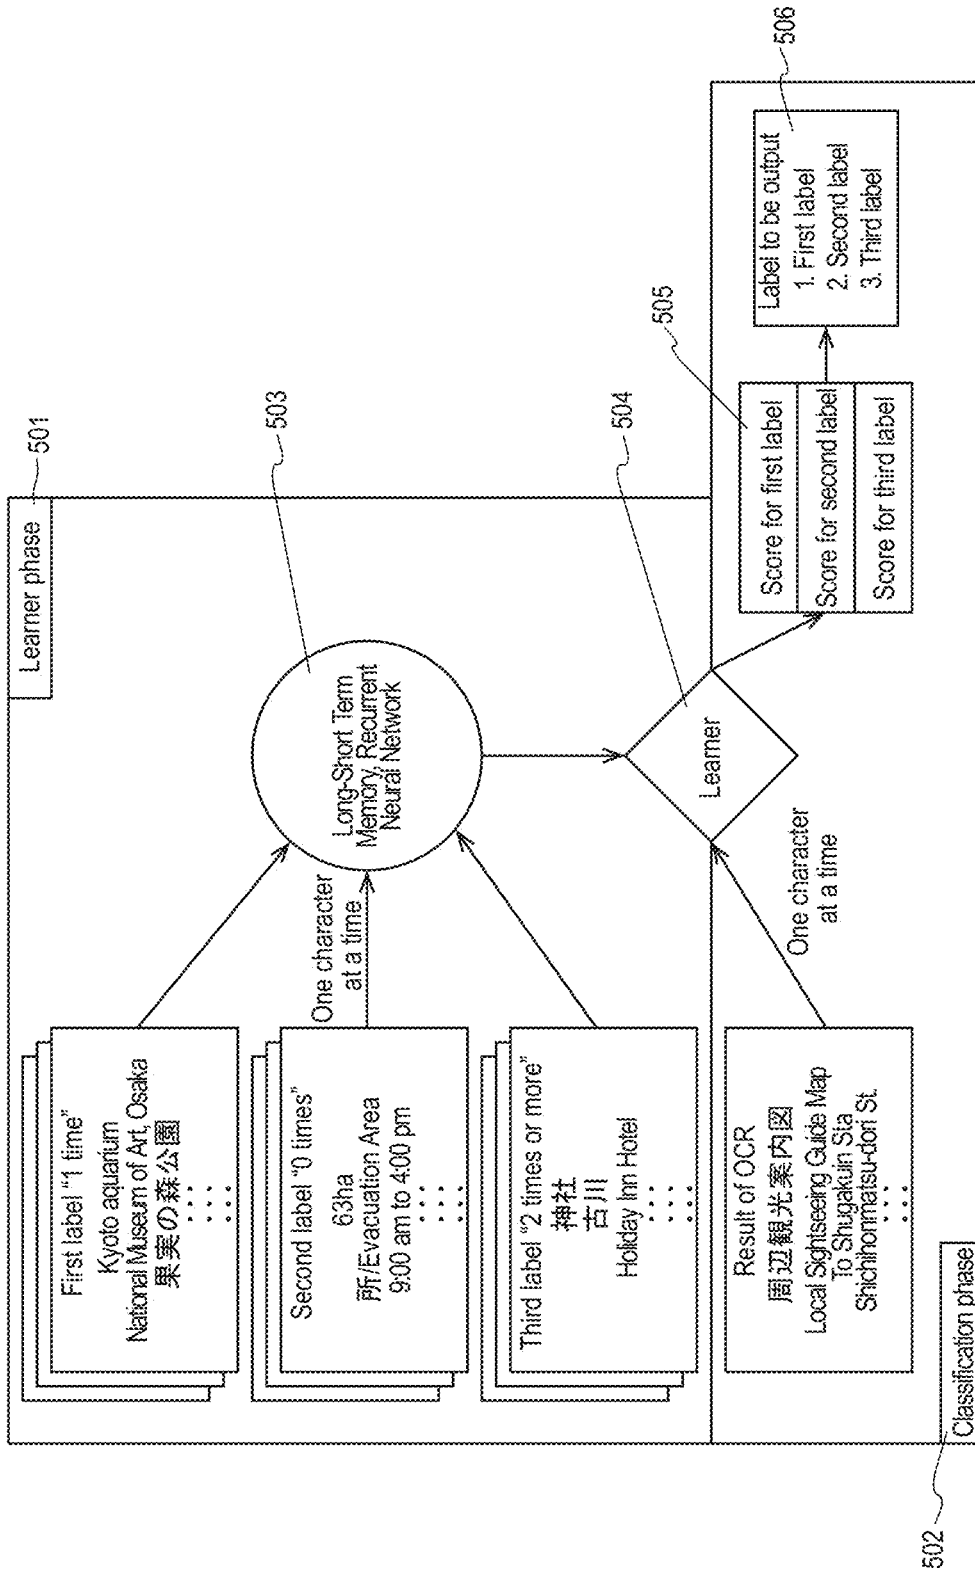 Learner phase
501
First label "1 time"
Kyoto aquarium
National Museum of Art, Osaka
果実の森公園
Second label "0 times"
63ha
所/Evacuation Area
9:00 am to 4:00 pm
Third label "2 times or more"
神社
古川
Holiday Inn Hotel
One character
at a time
Long-Short Term
Memory, Recurrent
Neural Network
503
Learner
504
Result of OCR
周辺観光案内図
Local Sightseeing Guide Map
To Shugakuin Sta
Shichihonmatsu-dori St.
One character
at a time
Score for first label
Score for second label
Score for third label
505
Label to be output
1. First label
2. Second label
3. Third label
506
Classification phase
502